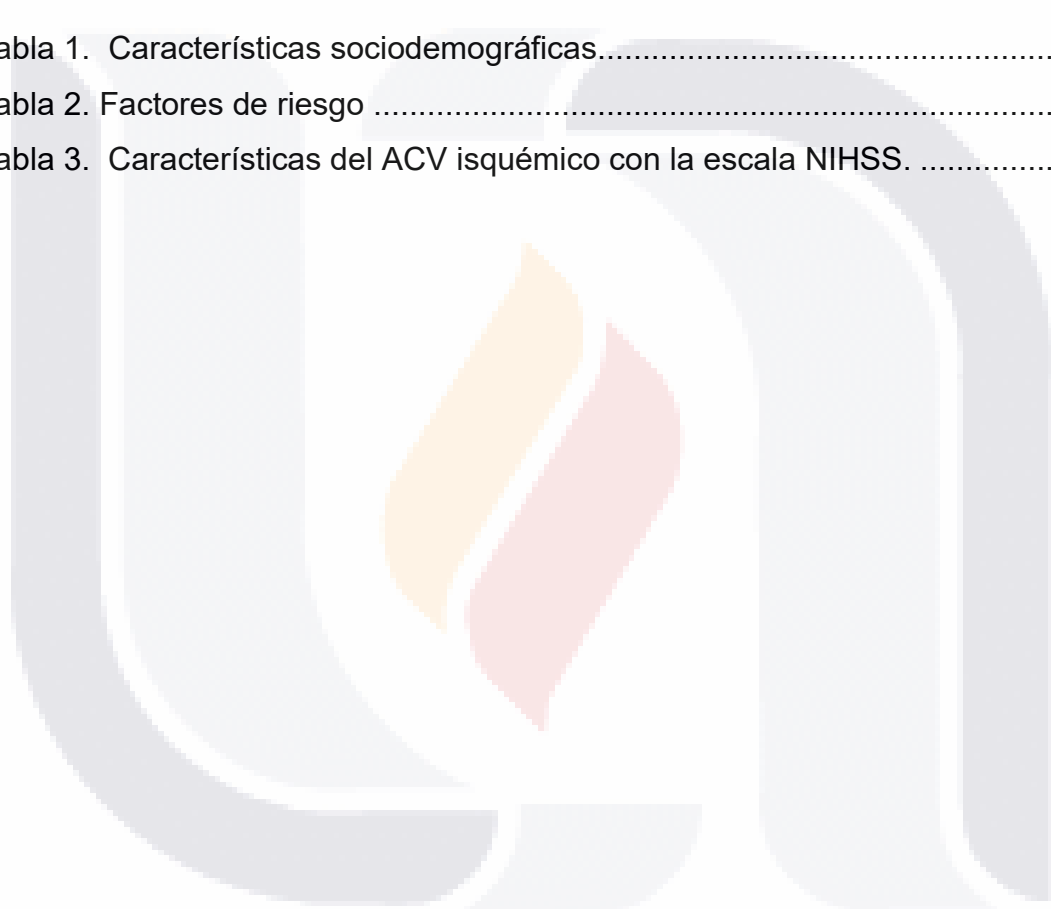 abla 1.  Características sociodemográficas..................................................
abla 2. Factores de riesgo ...........................................................................
abla 3.  Características del ACV isquémico con la escala NIHSS. ...............